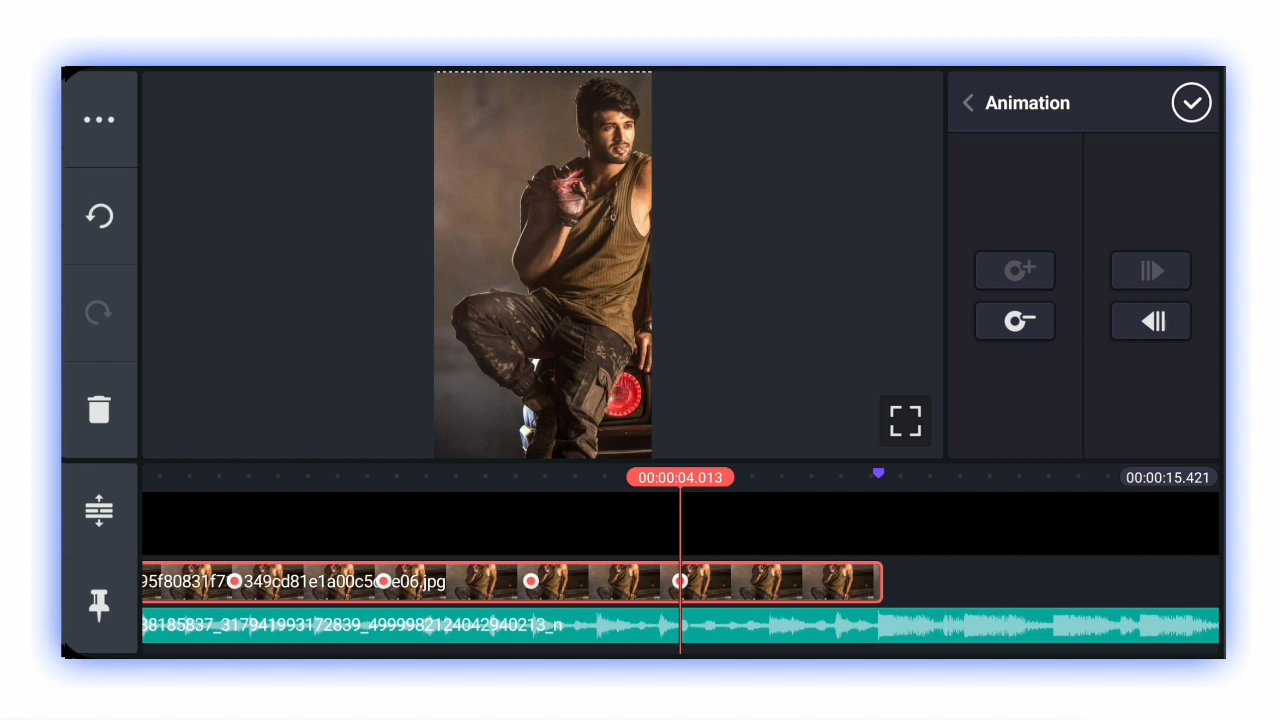 Animation
00:00:04.013
00:00:15.421
95f80831f7
349cd81e1a00c5
e06.jpg
38185837_317941993172839_4999982124042940213_n